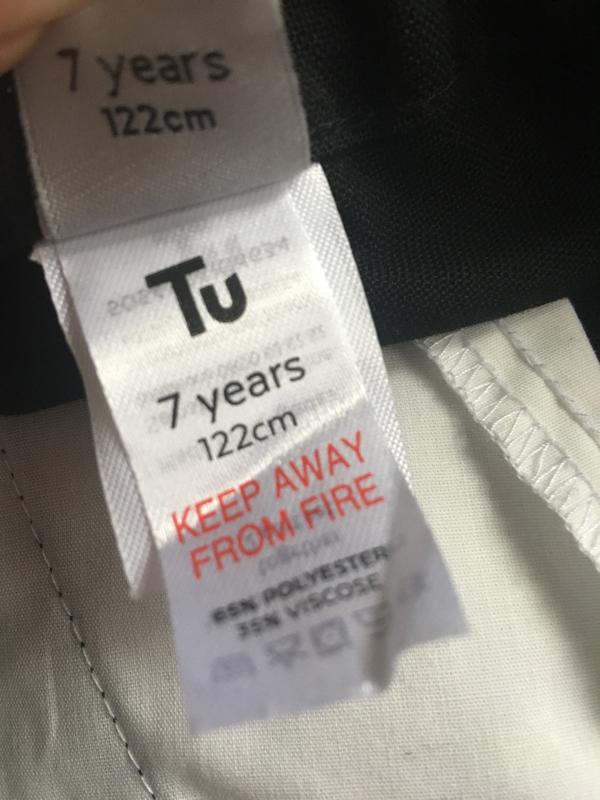 7 years
122cm
Tu
7 years
122cm
KEEP AWAY
FROM FIRE
65% POLYESTER
35% VISCOSE